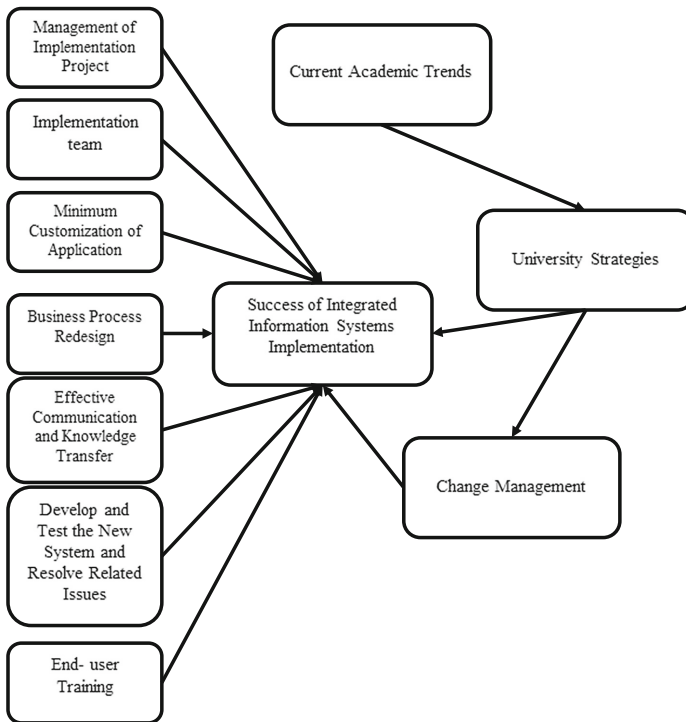 Management of
Implementation
Project
Implementation
team
Minimum
Customization of
Application
Business Process
Redesign
Effective
Communication
and Knowledge
Transfer
Develop and
Test the New
System and
Resolve Related
Issues
End- user
Training
Success of Integrated
Information Systems
Implementation
Current Academic Trends
University Strategies
Change Management